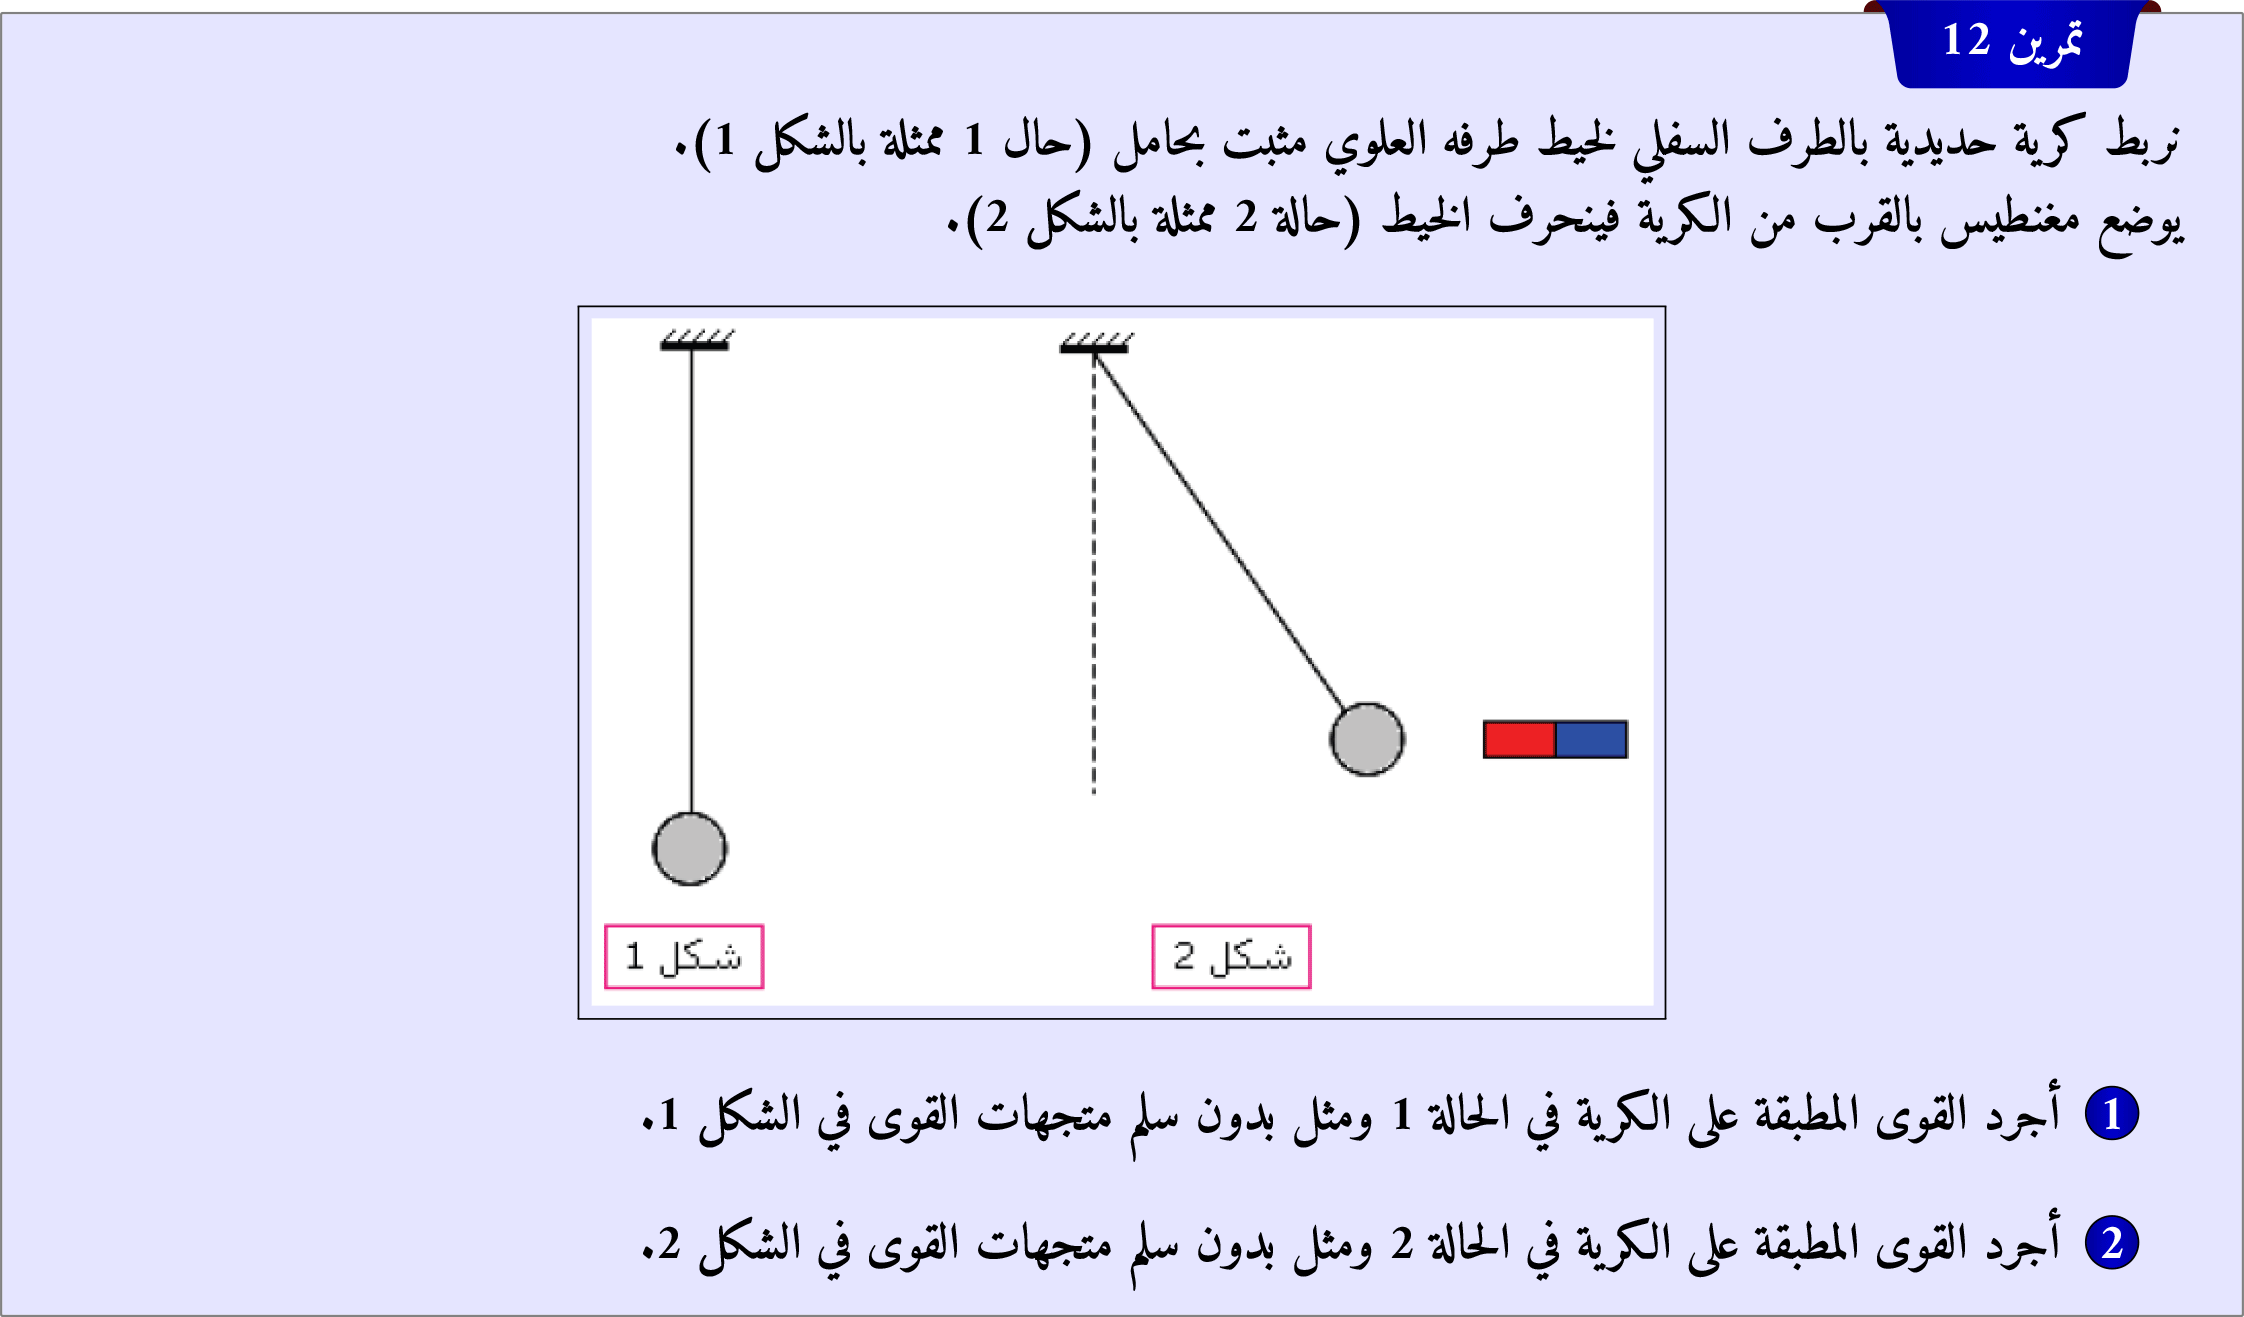 تمرين 12
نربط كرية حديدية بالطرف السفلي لخيط طرفه العلوي مثبت بحامل (حال 1 ممثلة بالشكل 1).
يوضع مغنطيس بالقرب من الكرية فينحرف الخيط (حالة 2 ممثلة بالشكل 2).
شكل 1
شكل 2
1 أجرد القوى المطبقة على الكرية في الحالة 1 ومثل بدون سلم متجهات القوى في الشكل 1.
2 أجرد القوى المطبقة على الكرية في الحالة 2 ومثل بدون سلم متجهات القوى في الشكل 2.